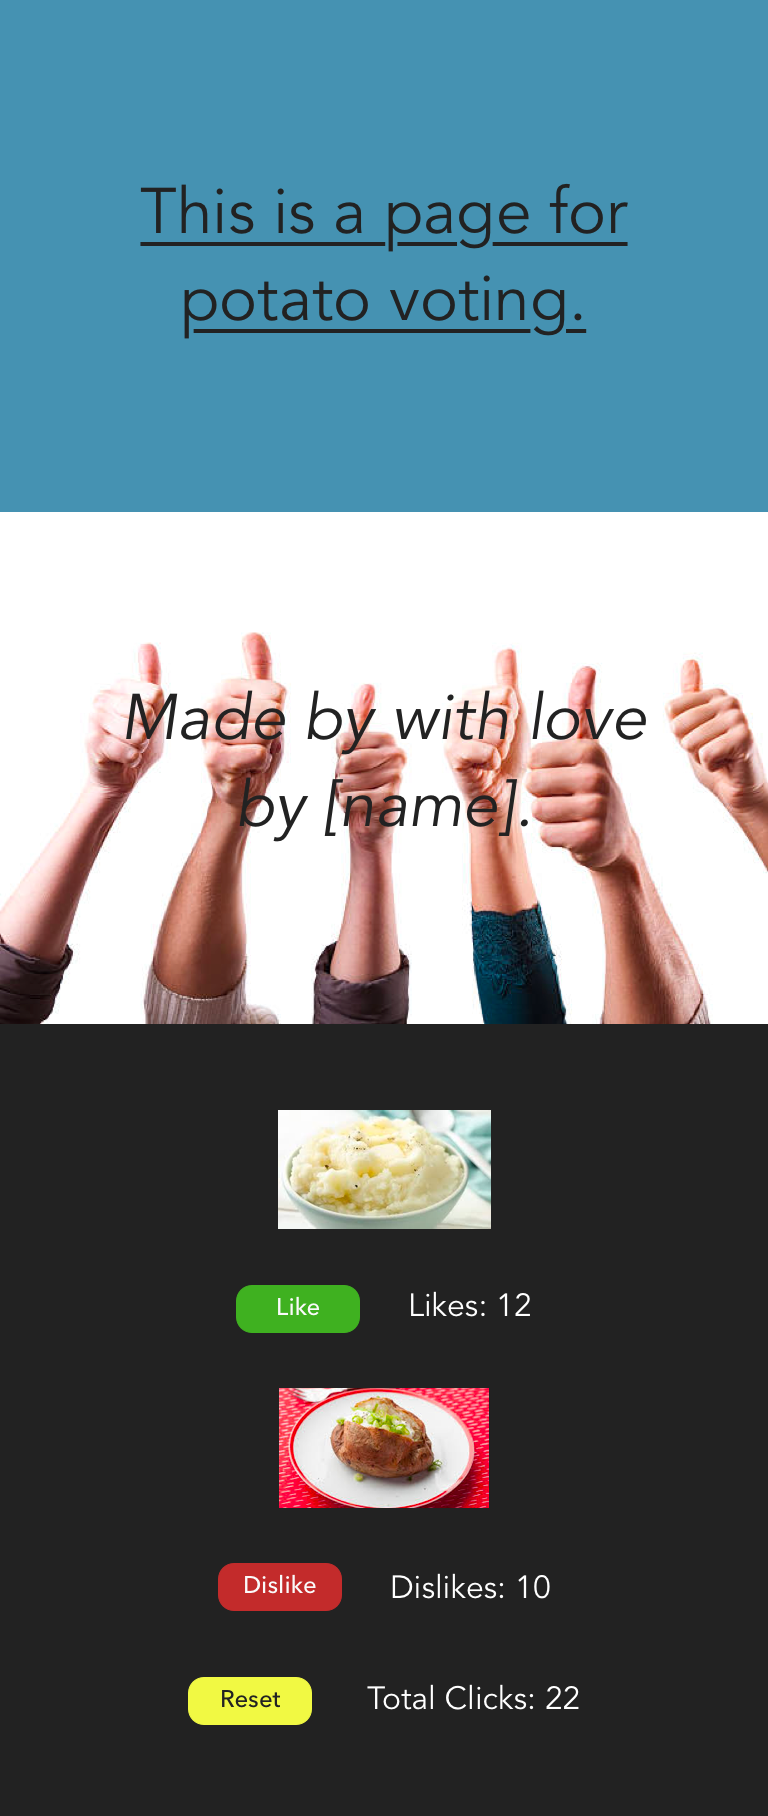 This is a page for
potato voting.
Made by with love
by [name].
Like Likes: 12
Dislike Dislikes: 10
Reset Total Clicks: 22